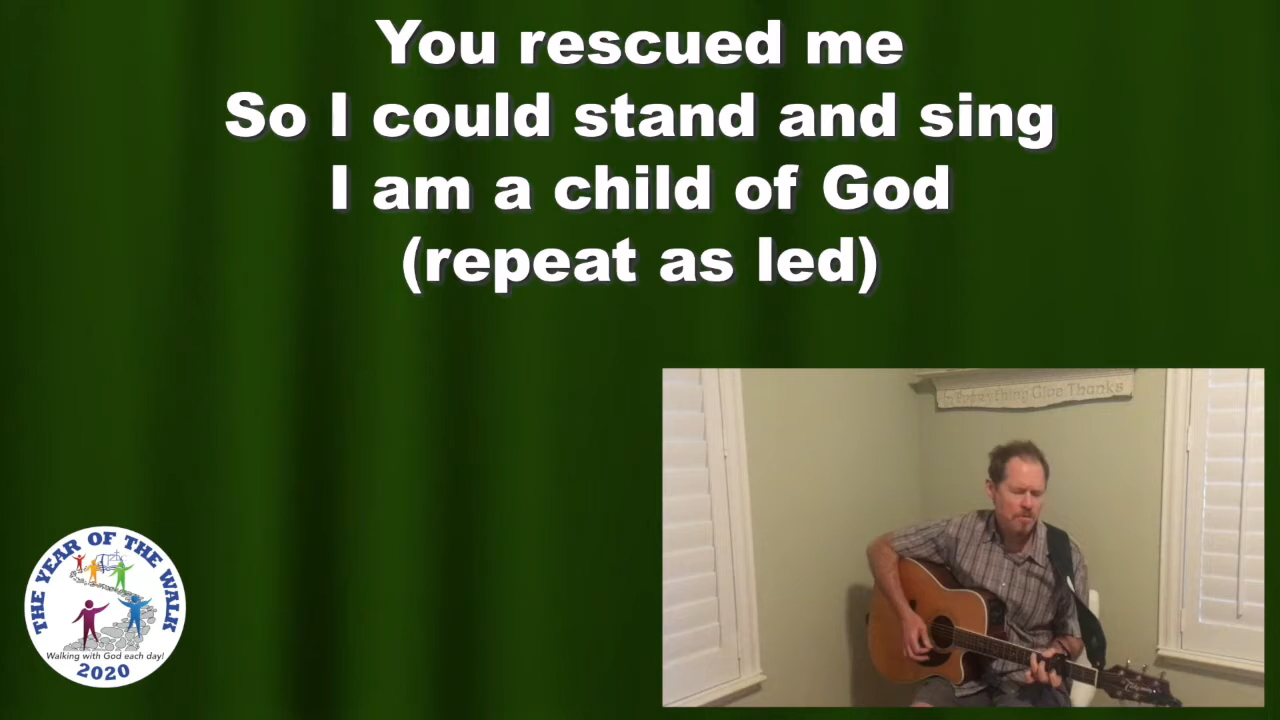 You rescued me
So I could stand and sing
I am a child of God
(repeat as led)
Everything Give Thanks
THE YEAR OF THE WALK
Walking with God each day!
2020